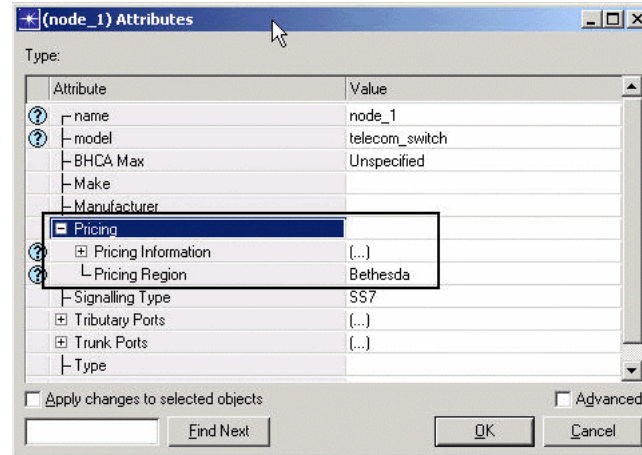 (node_1) Attributes
Type:
Attribute Value
name node_1
model telecom_switch
BHCA Max Unspecified
Make
Manufacturer
Pricing
Pricing Information (...)
Pricing Region Bethesda
Signalling Type SS7
Tributary Ports (...)
Trunk Ports (...)
Type
Apply changes to selected objects Advanced
Find Next OK Cancel